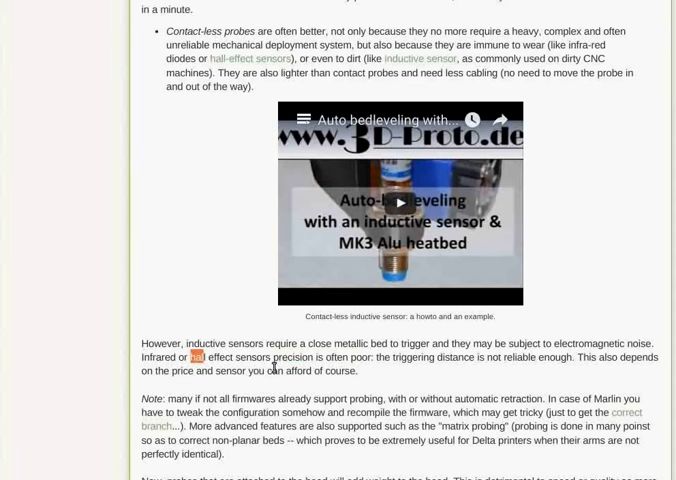 in a minute.
Contact-less probes are often better, not only because they no more require a heavy, complex and often
unreliable mechanical deployment system, but also because they are immune to wear (like infra-red
diodes or hall-effect sensors), or even to dirt (like inductive sensor, as commonly used on dirty CNC
machines). They are also lighter than contact probes and need less cabling (no need to move the probe in
and out of the way).
Auto bedleveling with...
www.3D-Proto.de
Auto-bedleveling
with an inductive sensor &
MK3 Alu heatbed
Contact-less inductive sensor: a howto and an example.
However, inductive sensors require a close metallic bed to trigger and they may be subject to electromagnetic noise.
Infrared or hall effect sensors precision is often poor: the triggering distance is not reliable enough. This also depends
on the price and sensor you can afford of course.
Note: many if not all firmwares already support probing, with or without automatic retraction. In case of Marlin you
have to tweak the configuration somehow and recompile the firmware, which may get tricky (just to get the correct
branch...). More advanced features are also supported such as the "matrix probing" (probing is done in many poinst
so as to correct non-planar beds -- which proves to be extremely useful for Delta printers when their arms are not
perfectly identical).